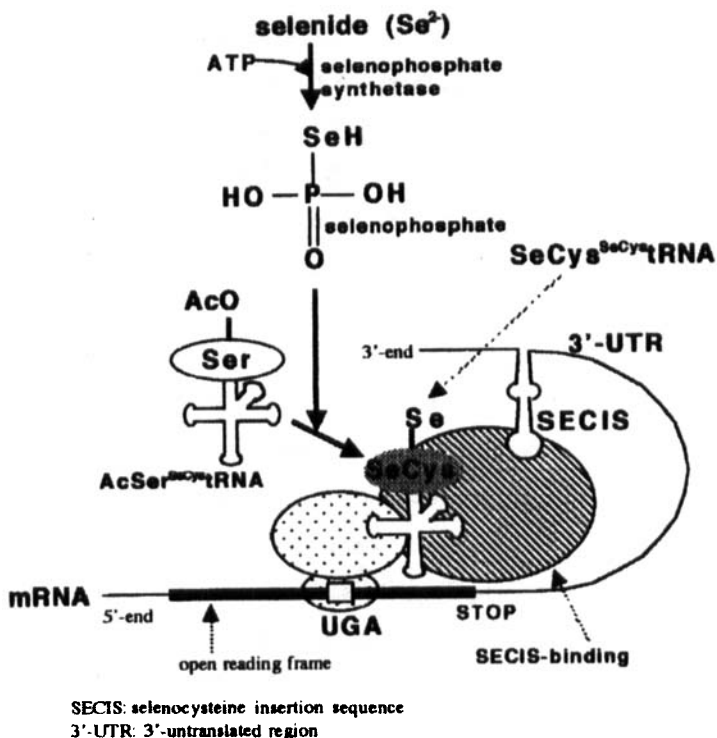 selenide (Se²⁻)
ATP
selenophosphate
synthetase
SeH
HO — P — OH
selenophosphate
O
SeCys^SeCys tRNA
AcO
Ser
3'-end
3'-UTR
Se
SECIS
SeCys
AcSer^SeCys tRNA
mRNA
5'-end
UGA
STOP
open reading frame
SECIS-binding
SECIS: selenocysteine insertion sequence
3'-UTR: 3'-untranslated region